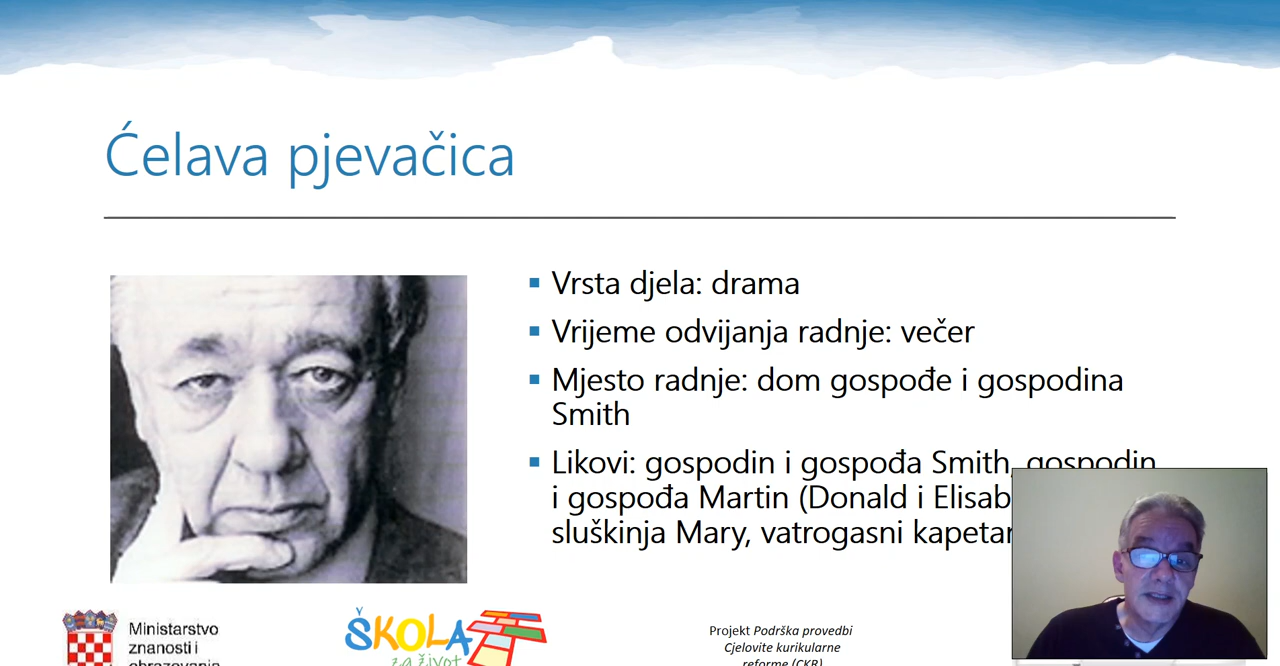 Ćelava pjevačica
Vrsta djela: drama
Vrijeme odvijanja radnje: večer
Mjesto radnje: dom gospođe i gospodina
Smith
Likovi: gospodin i gospođa Smith, gospodin
i gospođa Martin (Donald i
sluškinja Mary, vatrogasni
Ministarstvo
znanosti i
obrazovanja
ŠKOLA
za život
Projekt Podrška provedbi
Cjelovite kurikularne
reforme (CKR)